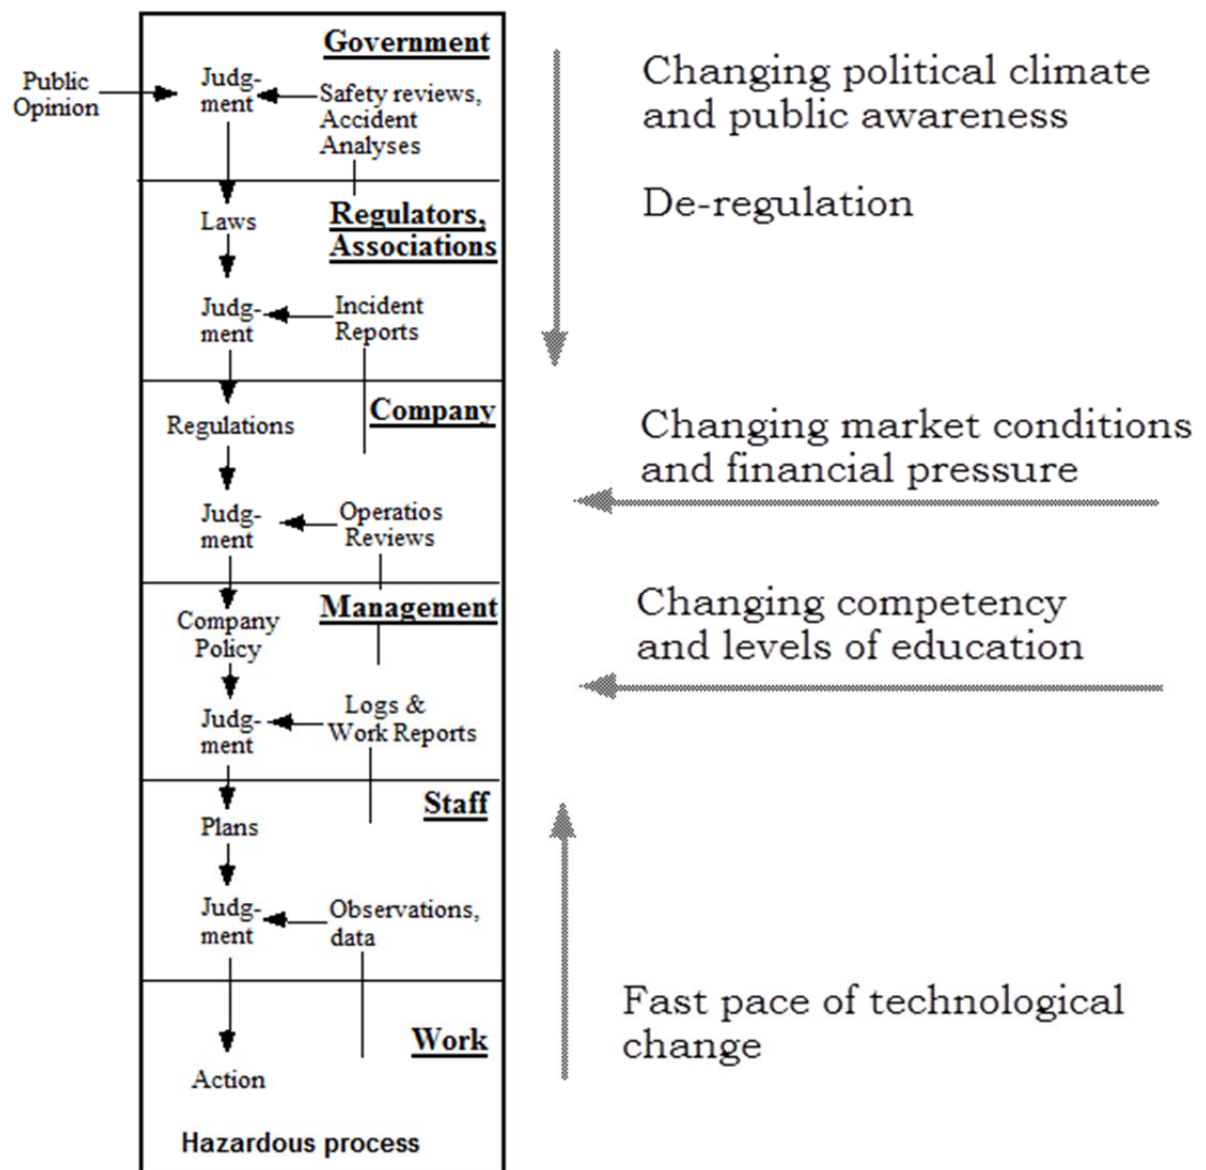 Government
Public
Opinion
Judg-
ment
Safety reviews,
Accident
Analyses
Laws
Regulators,
Associations
Judg-
ment
Incident
Reports
Company
Regulations
Judg-
ment
Operatios
Reviews
Management
Company
Policy
Judg-
ment
Logs &
Work Reports
Staff
Plans
Judg-
ment
Observations,
data
Work
Action
Hazardous process
Changing political climate
and public awareness
De-regulation
Changing market conditions
and financial pressure
Changing competency
and levels of education
Fast pace of technological
change